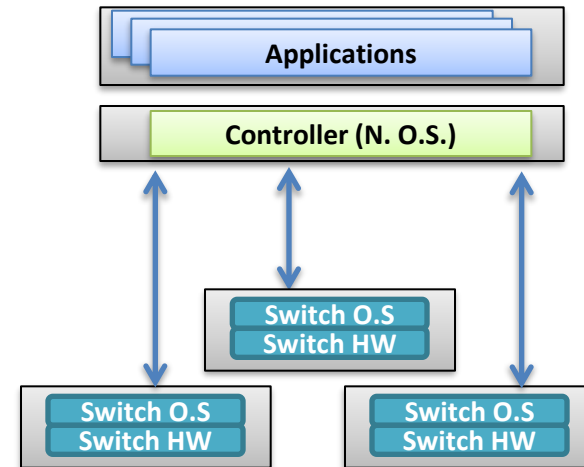 Applications
Controller (N. O.S.)
Switch O.S
Switch HW
Switch O.S
Switch HW
Switch O.S
Switch HW